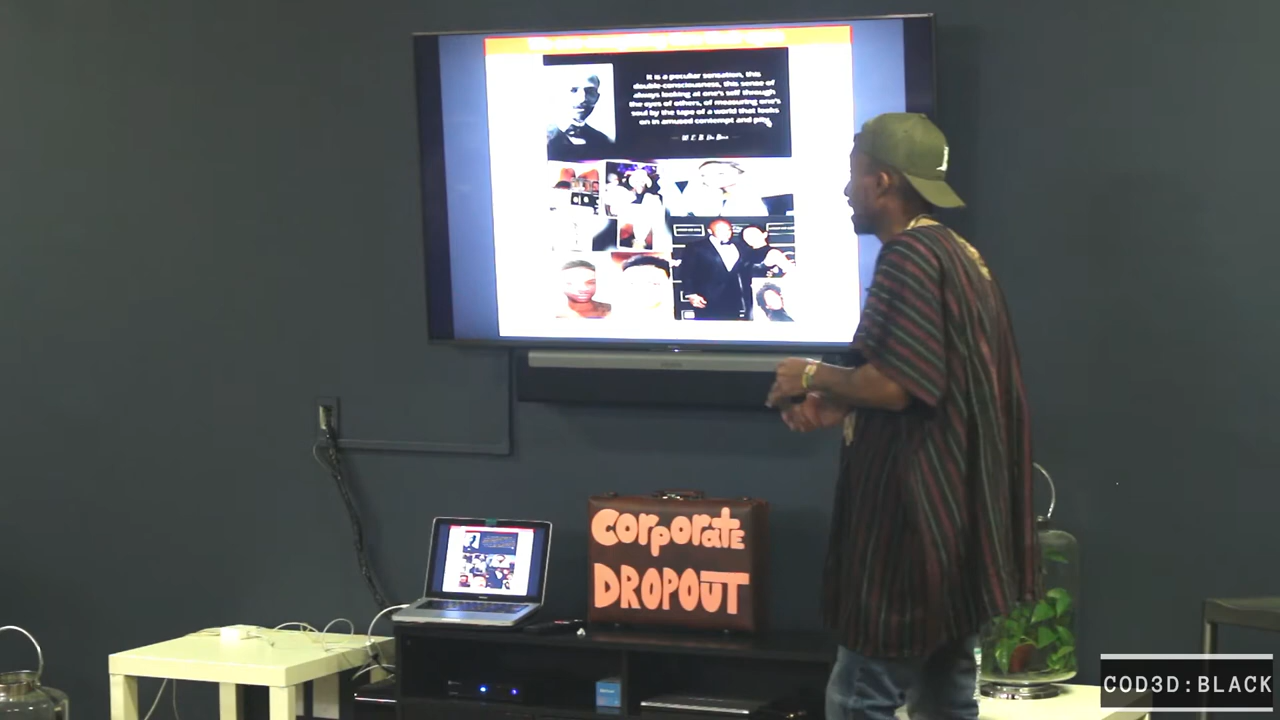 It is a peculiar sensation, this
double-consciousness, this sense of
always looking at one's self through
the eyes of others, of measuring one's
soul by the tape of a world that looks
on in amused contempt and pity.
W. E. B. Du Bois
Corporate
DROPOUT
COD3D:BLACK